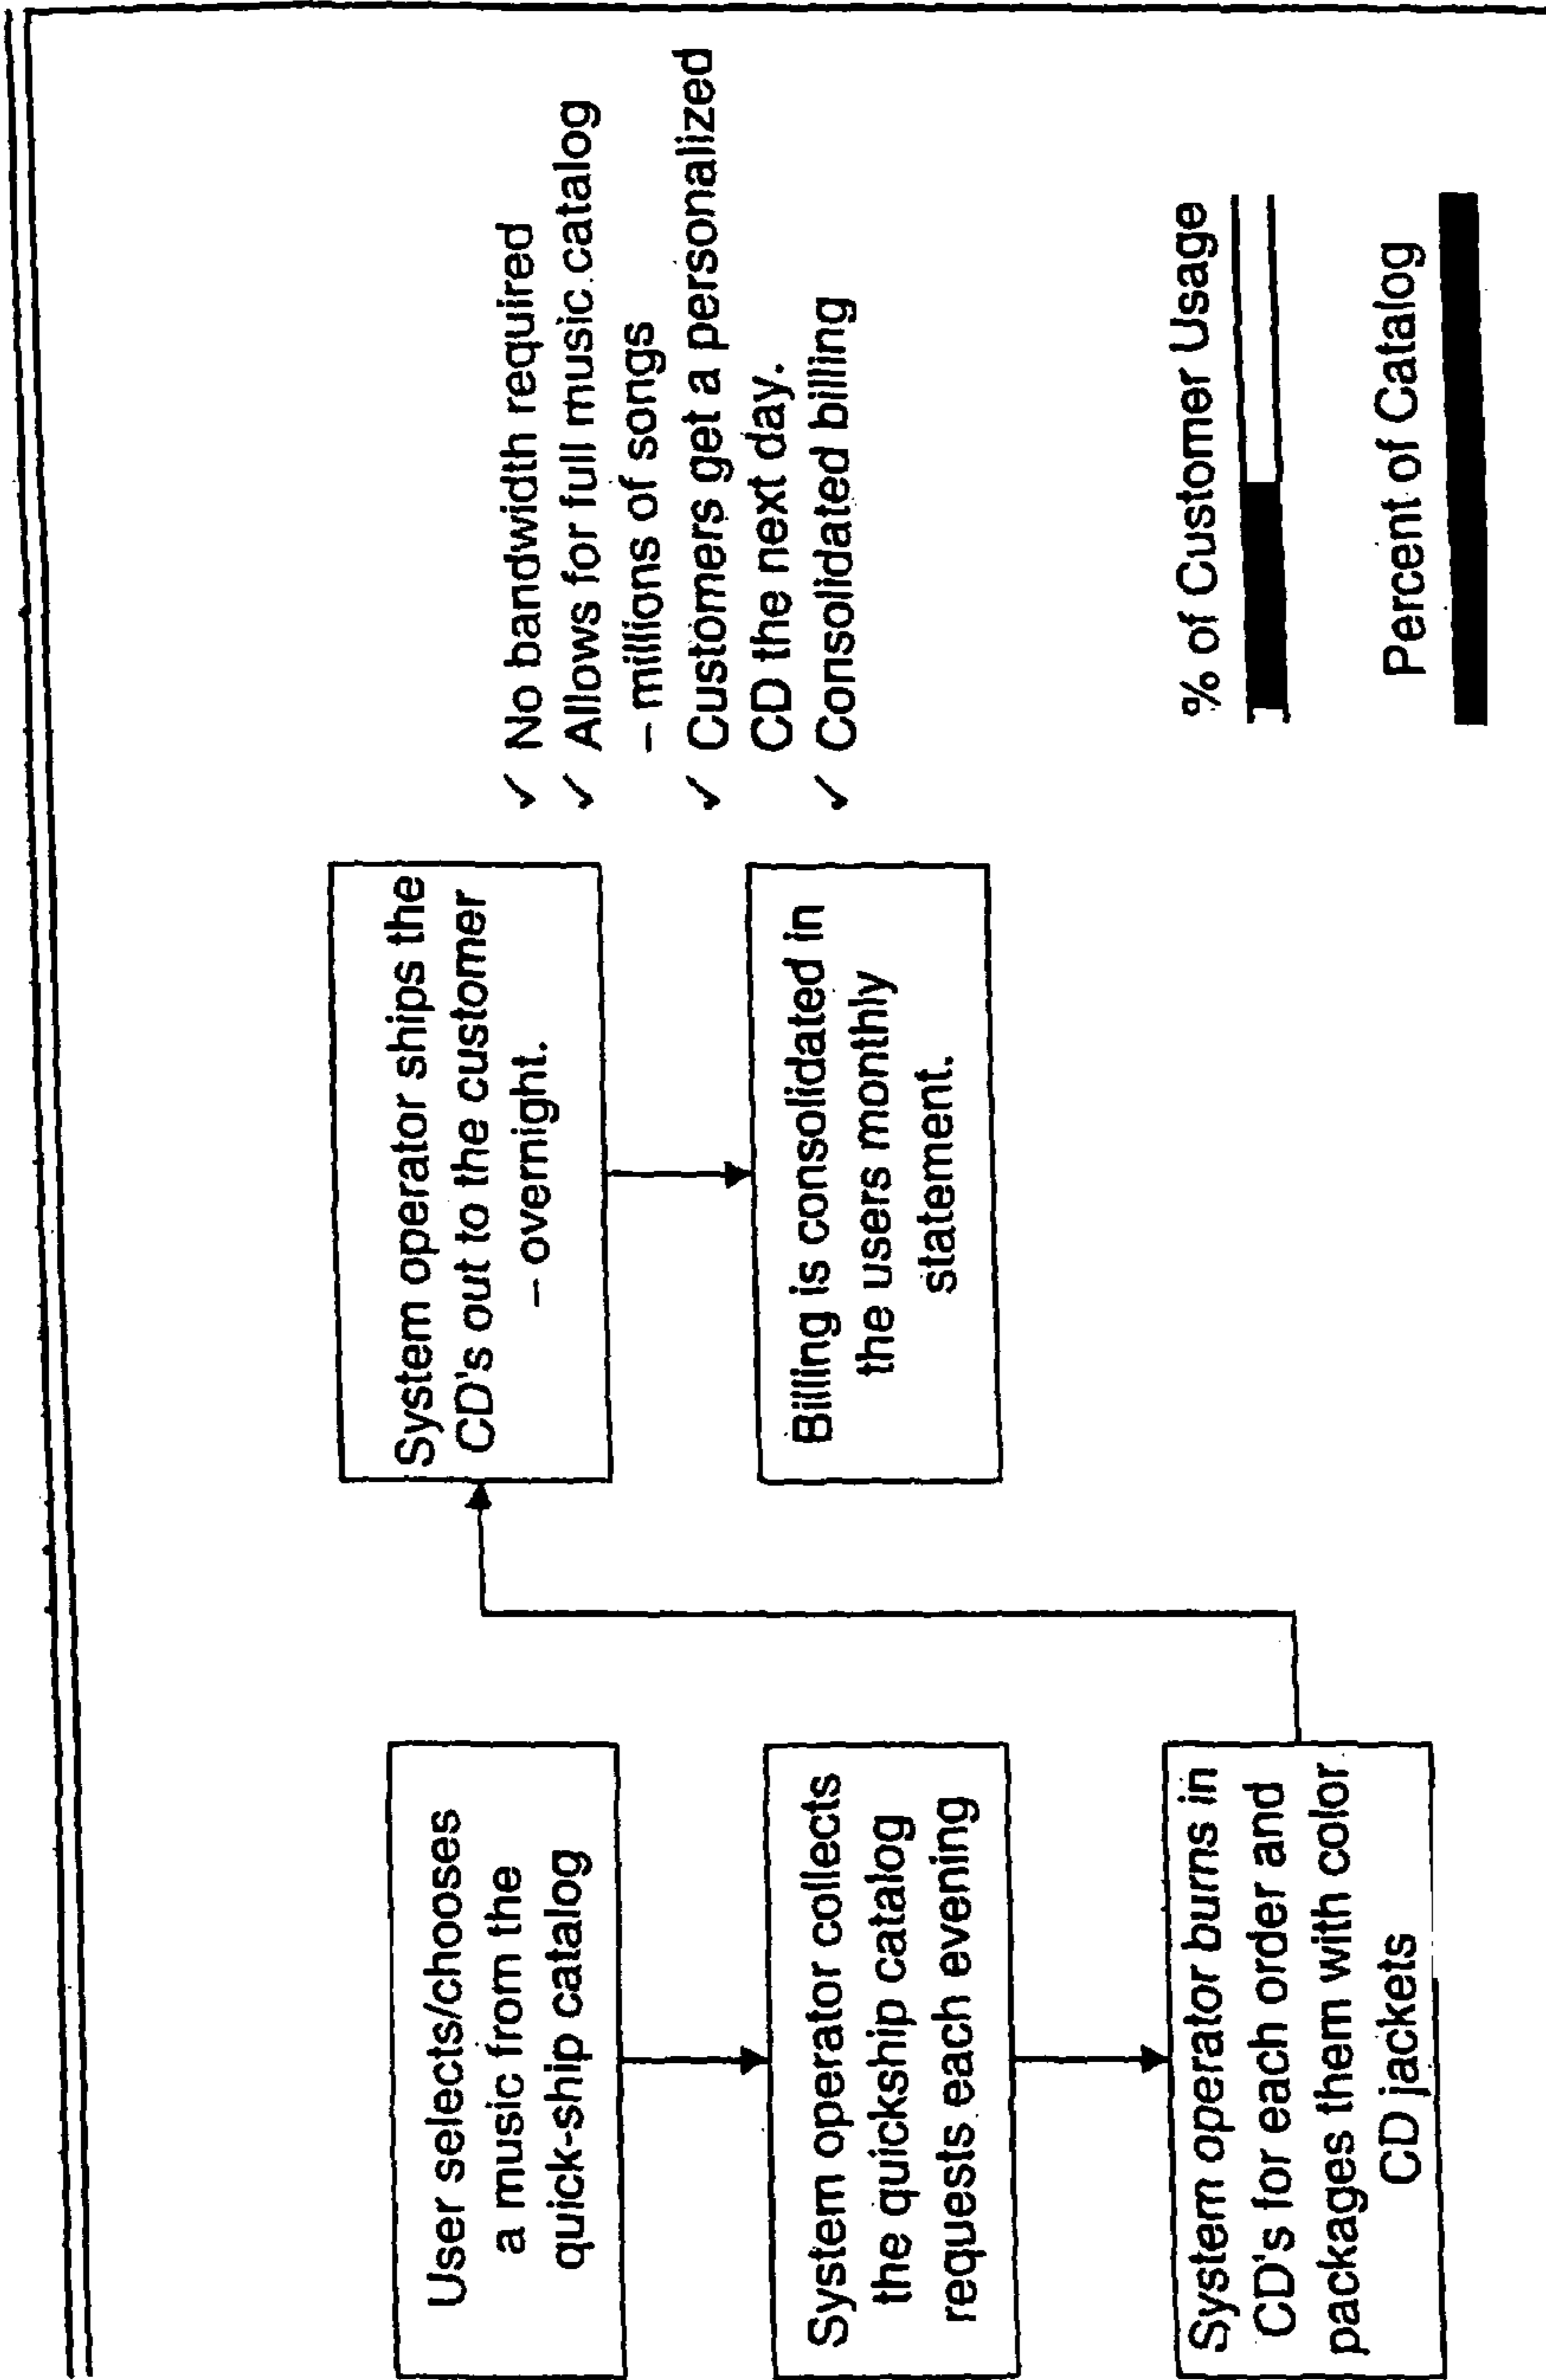 User selects/chooses
a music from the
quick-ship catalog
System operator collects
the quickship catalog
requests each evening
System operator burns in
CD's for each order and
packages them with color
CD jackets
System operator ships the
CD's out to the customer
– overnight.
Billing is consolidated in
the users monthly
statement.
✓ No bandwidth required
✓ Allows for full music catalog
– millions of songs
✓ Customers get a personalized
CD the next day.
✓ Consolidated billing
% of Customer Usage
Percent of Catalog